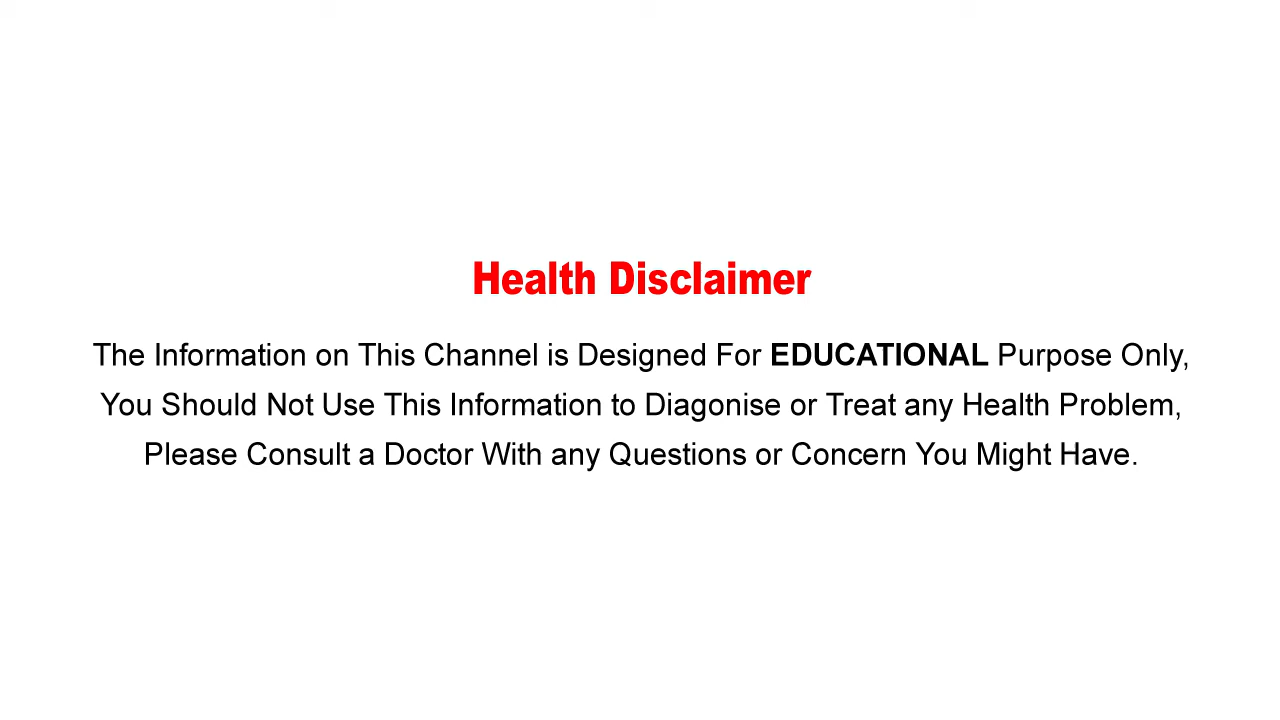 Health Disclaimer
The Information on This Channel is Designed For EDUCATIONAL Purpose Only,
You Should Not Use This Information to Diagonise or Treat any Health Problem,
Please Consult a Doctor With any Questions or Concern You Might Have.